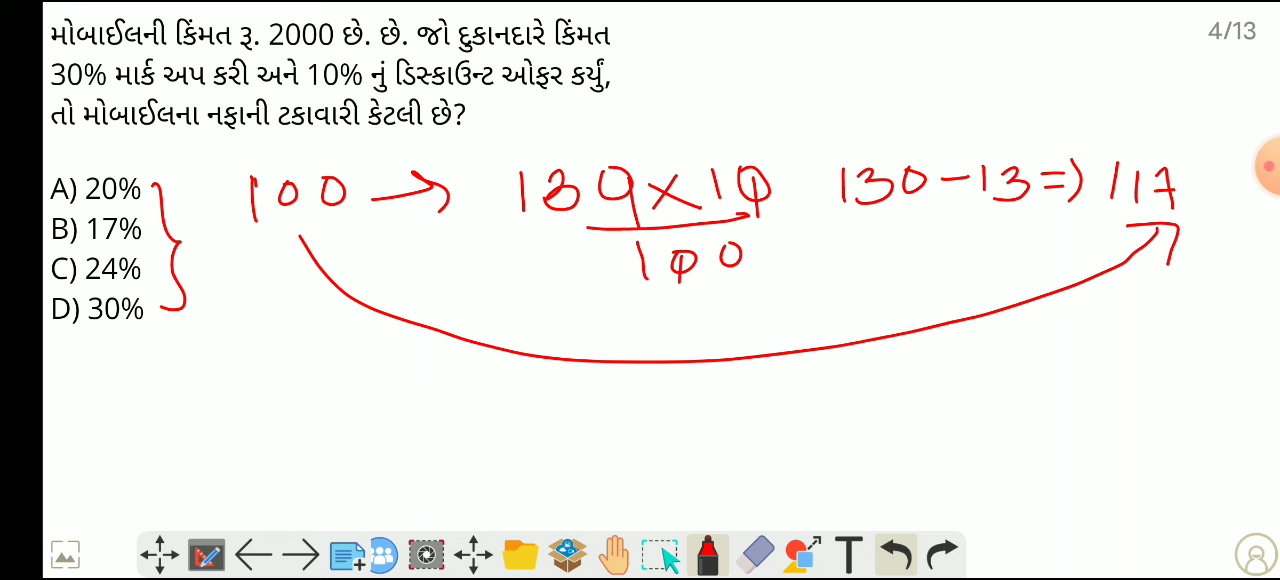 મોબાઈલની કિંમત રૂ. 2000 છે. છે. જો દુકાનદારે કિંમત
4/13
30% માર્ક અપ કરી અને 10% નું ડિસ્કાઉન્ટ ઓફર કર્યું,
તો મોબાઈલના નફાની ટકાવારી કેટલી છે?
A) 20%
B) 17%
C) 24%
D) 30%
100 → 130 × 10
100
130 - 13 ⇒ 117
T